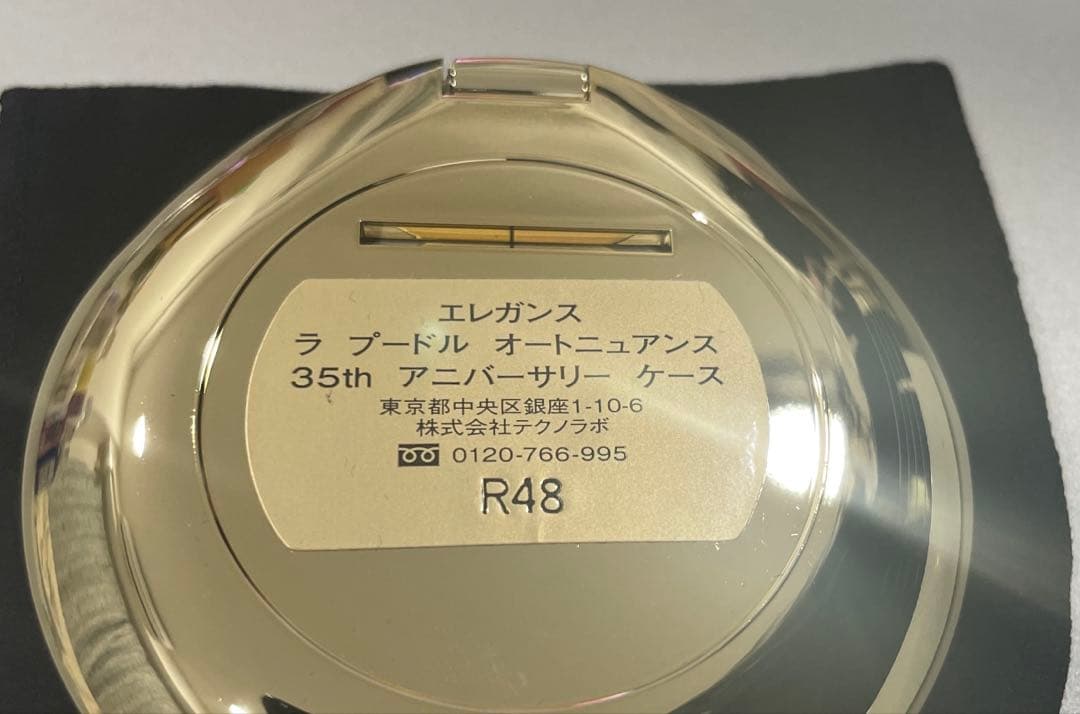 エレガンス
ラ プードル オートニュアンス
35th アニバーサリー ケース
東京都中央区銀座1-10-6
株式会社テクノラボ
0120-766-995
R48